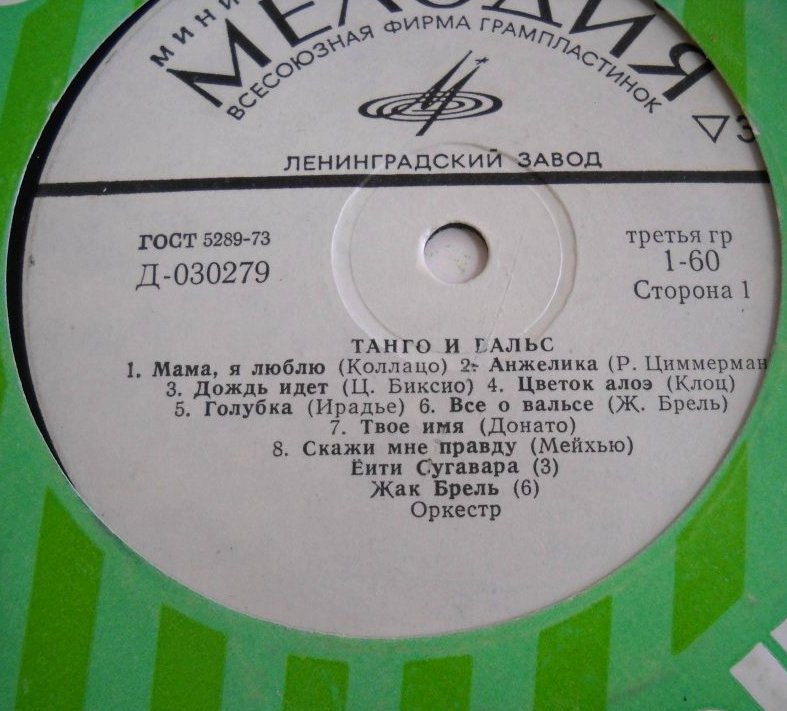 МИНИ
МЕЛОДИЯ
ВСЕСОЮЗНАЯ ФИРМА ГРАМПЛАСТИНОК
ЛЕНИНГРАДСКИЙ ЗАВОД
ГОСТ 5289-73
Д-030279
третья гр
1-60
Сторона 1
ТАНГО И ВАЛЬС
1. Мама, я люблю (Коллацо) 2. Анжелика (Р. Циммерман
3. Дождь идет (Ц. Биксио) 4. Цветок алоэ (Клоц)
5. Голубка (Ирадье) 6. Все о вальсе (Ж. Брель)
7. Твое имя (Донато)
8. Скажи мне правду (Мейхью)
Ёити Сугавара (3)
Жак Брель (6)
Оркестр